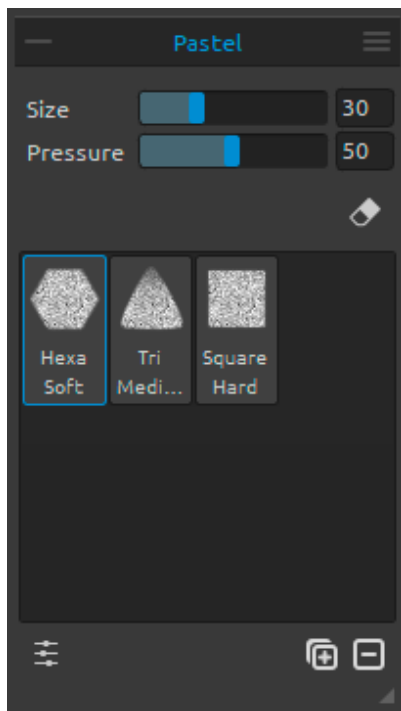 Pastel
Size 30
Pressure 50
Hexa Tri Square
Soft Medi... Hard